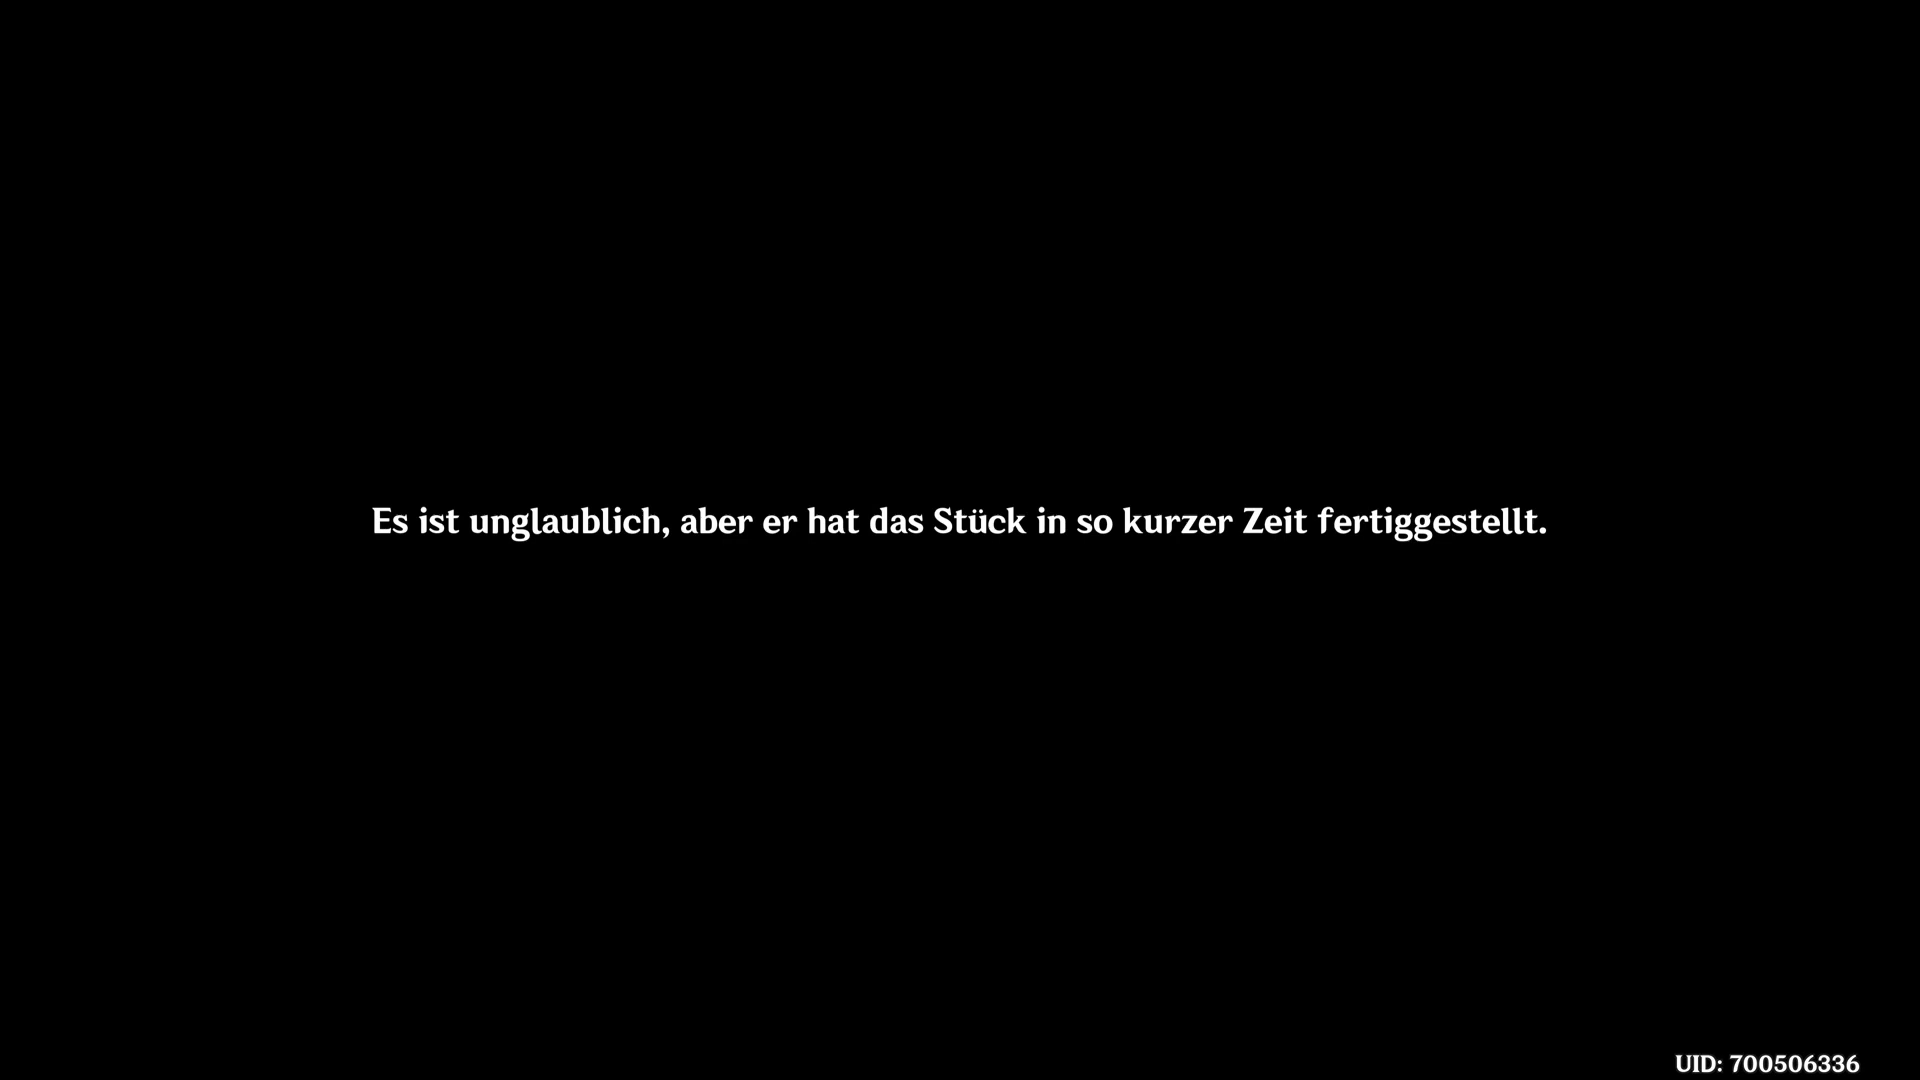 Es ist unglaublich, aber er hat das Stück in so kurzer Zeit fertiggestellt.
UID: 700506336